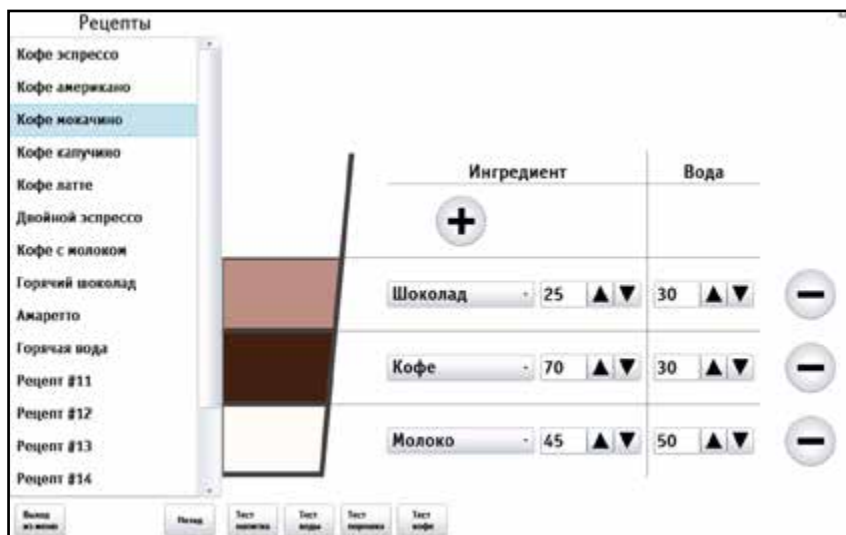 Рецепты
Кофе эспрессо
Кофе американо
Кофе мокачино
Кофе капучино
Кофе латте
Двойной эспрессо
Кофе с молоком
Горячий шоколад
Амаретто
Горячая вода
Рецепт #11
Рецепт #12
Рецепт #13
Рецепт #14
Ингредиент Вода
Шоколад 25 30
Кофе 70 30
Молоко 45 50
Выход
из меню
Назад
Тест
напитка
Тест
воды
Тест
порошка
Тест
кофе